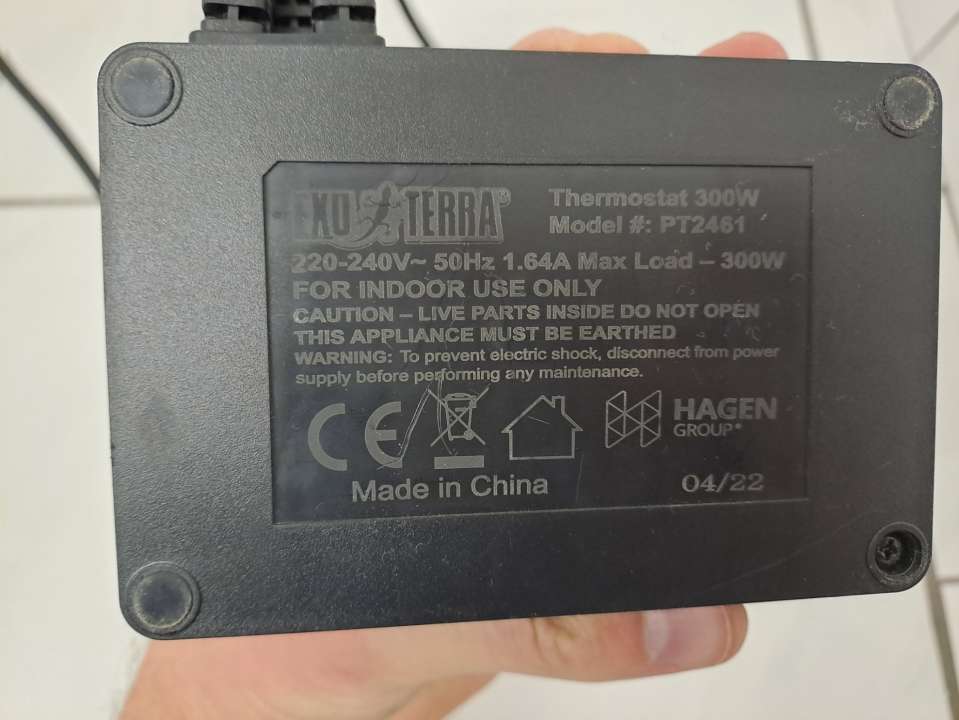 EXO TERRA®
Thermostat 300W
Model #: PT2461
220-240V~ 50Hz 1.64A Max Load – 300W
FOR INDOOR USE ONLY
CAUTION – LIVE PARTS INSIDE DO NOT OPEN
THIS APPLIANCE MUST BE EARTHED
WARNING: To prevent electric shock, disconnect from power
supply before performing any maintenance.
CE
HAGEN
GROUP®
Made in China
04/22